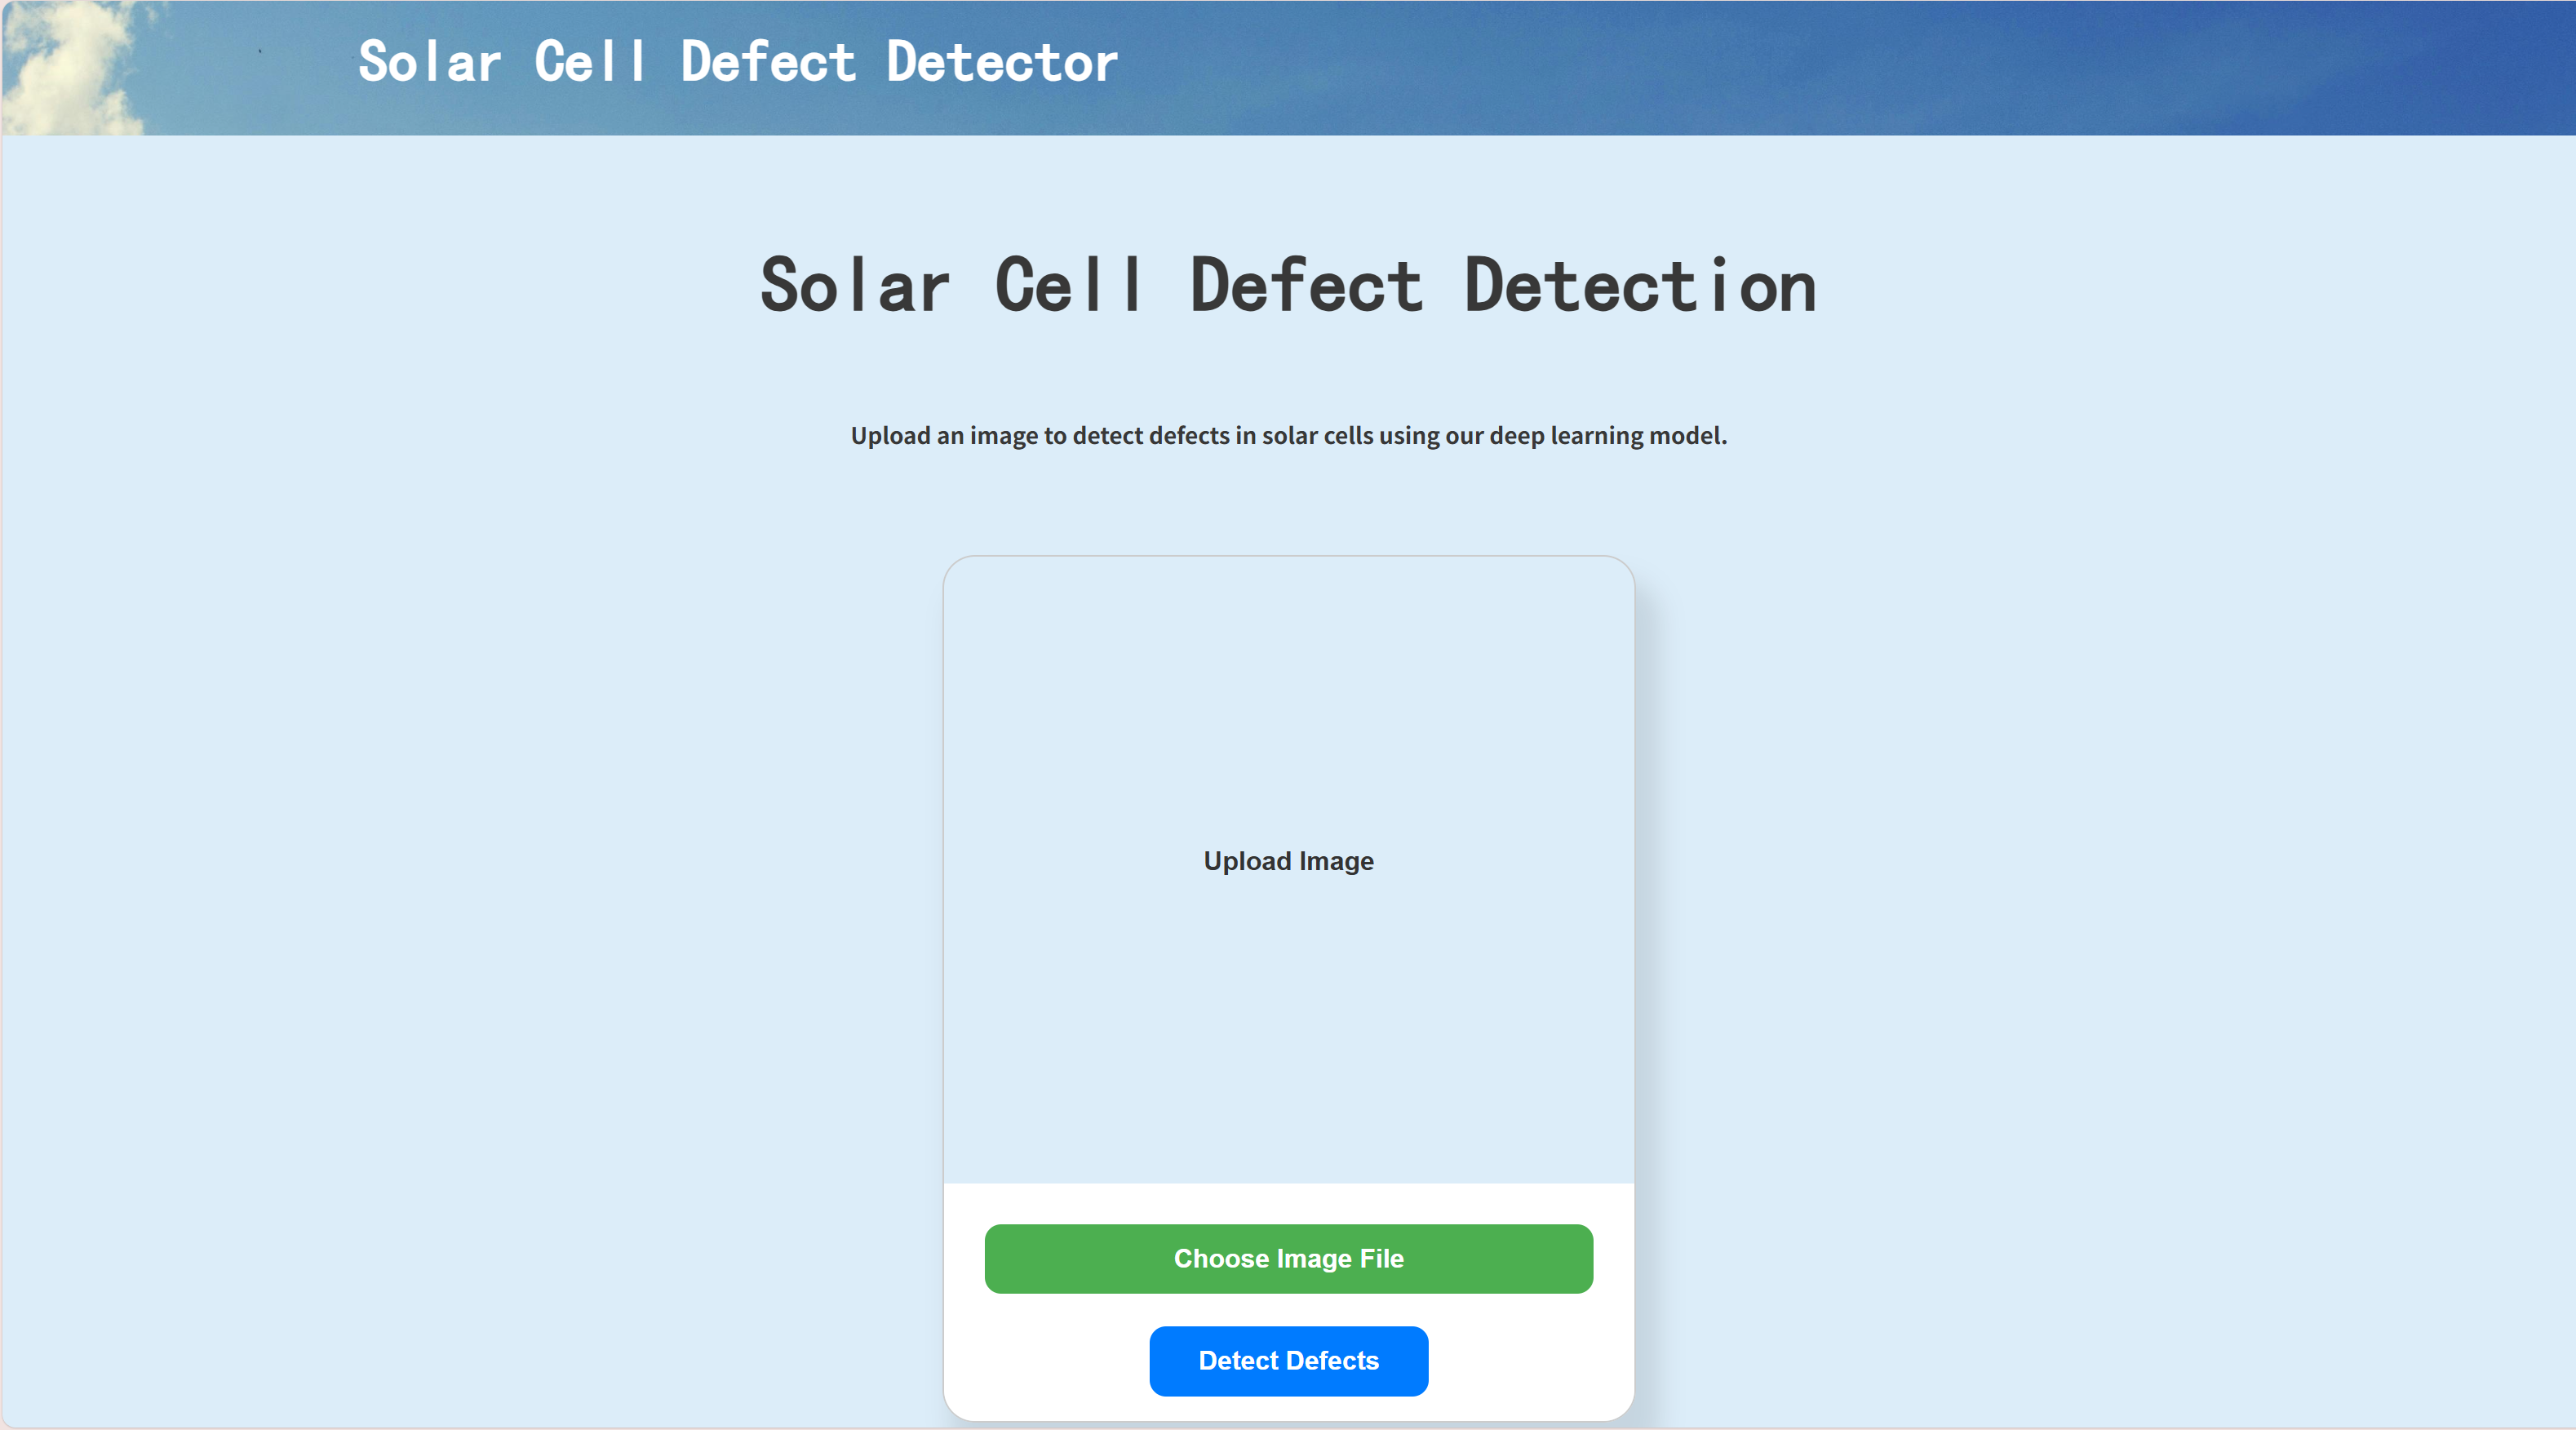 Solar Cell Defect Detector
Solar Cell Defect Detection
Upload an image to detect defects in solar cells using our deep learning model.
Upload Image
Choose Image File
Detect Defects